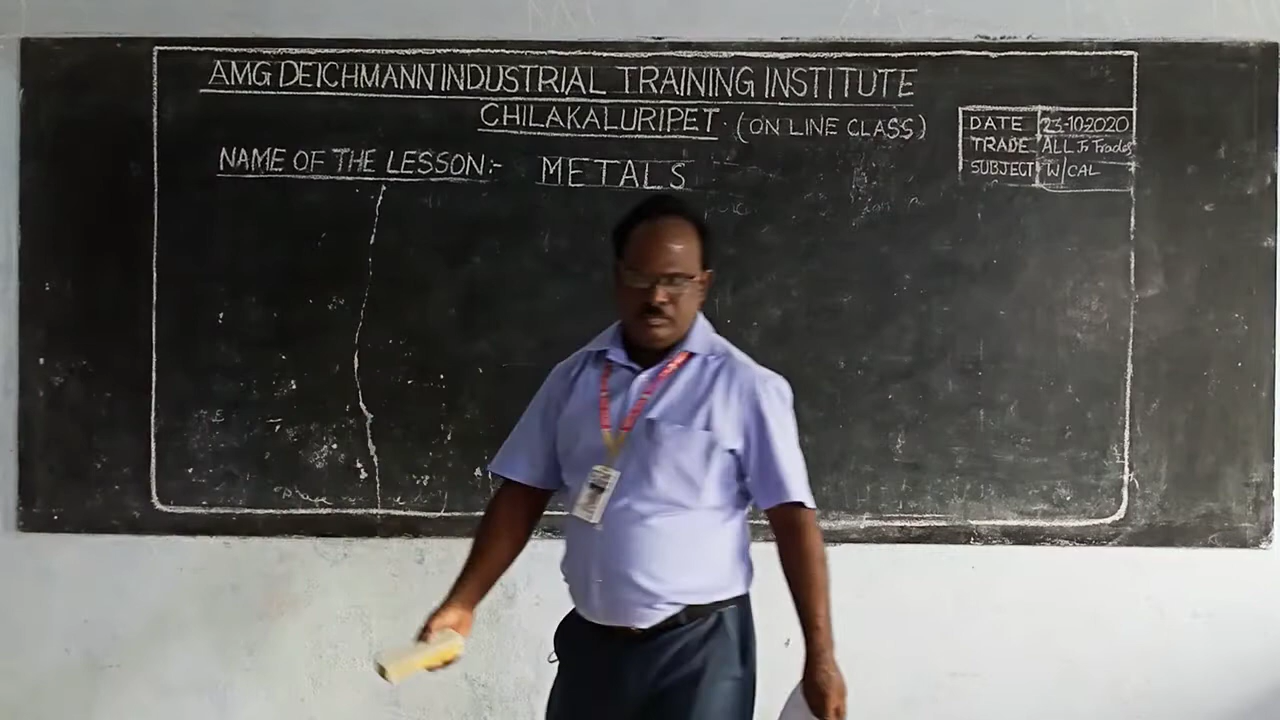 AMG DEICHMANN INDUSTRIAL TRAINING INSTITUTE
CHILAKALURIPET. (ON LINE CLASS)
DATE 23-10-2020
TRADE ALL Jr Trades
SUBJECT W/CAL
NAME OF THE LESSON:- METALS